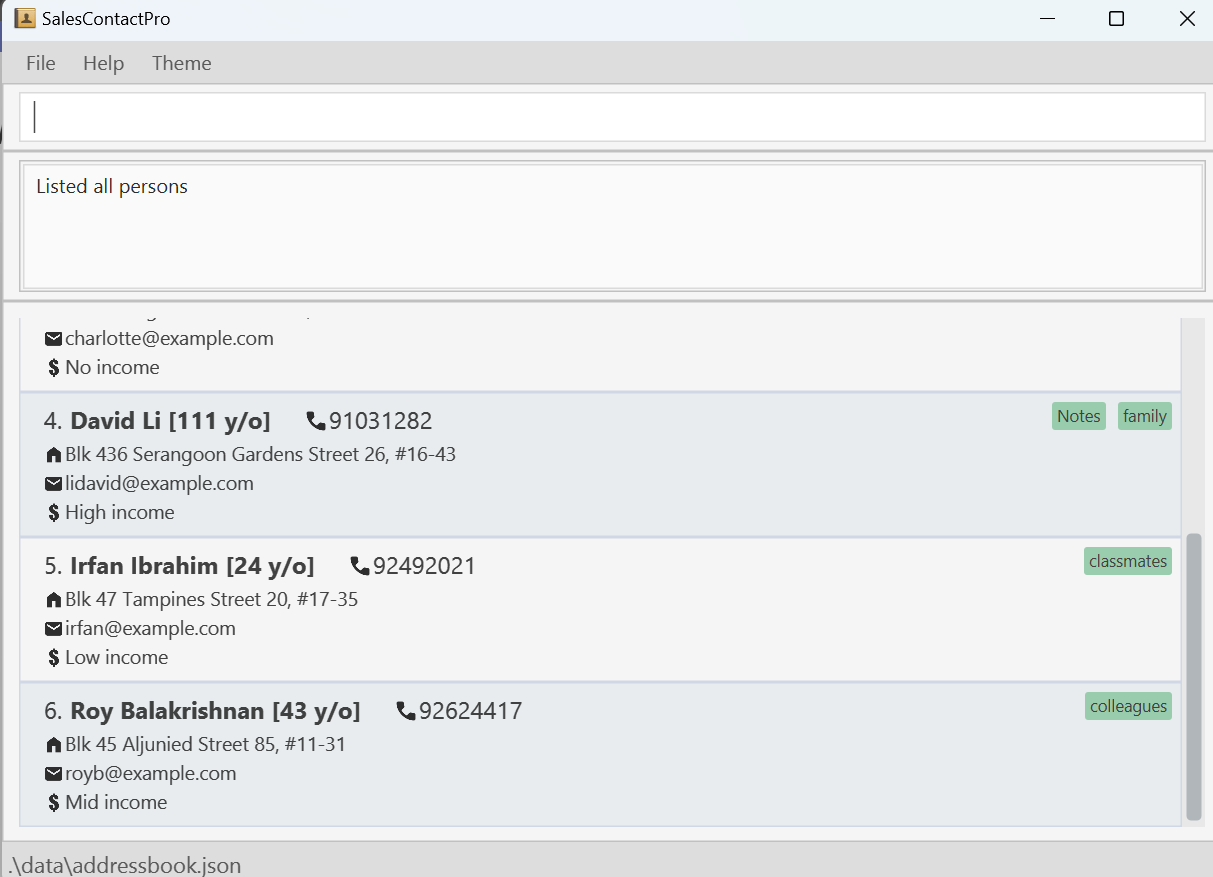 SalesContactPro
File Help Theme
Listed all persons
charlotte@example.com
$ No income
4. David Li [111 y/o] 91031282 Notes family
Blk 436 Serangoon Gardens Street 26, #16-43
lidavid@example.com
$ High income
5. Irfan Ibrahim [24 y/o] 92492021 classmates
Blk 47 Tampines Street 20, #17-35
irfan@example.com
$ Low income
6. Roy Balakrishnan [43 y/o] 92624417 colleagues
Blk 45 Aljunied Street 85, #11-31
royb@example.com
$ Mid income
.\data\addressbook.json